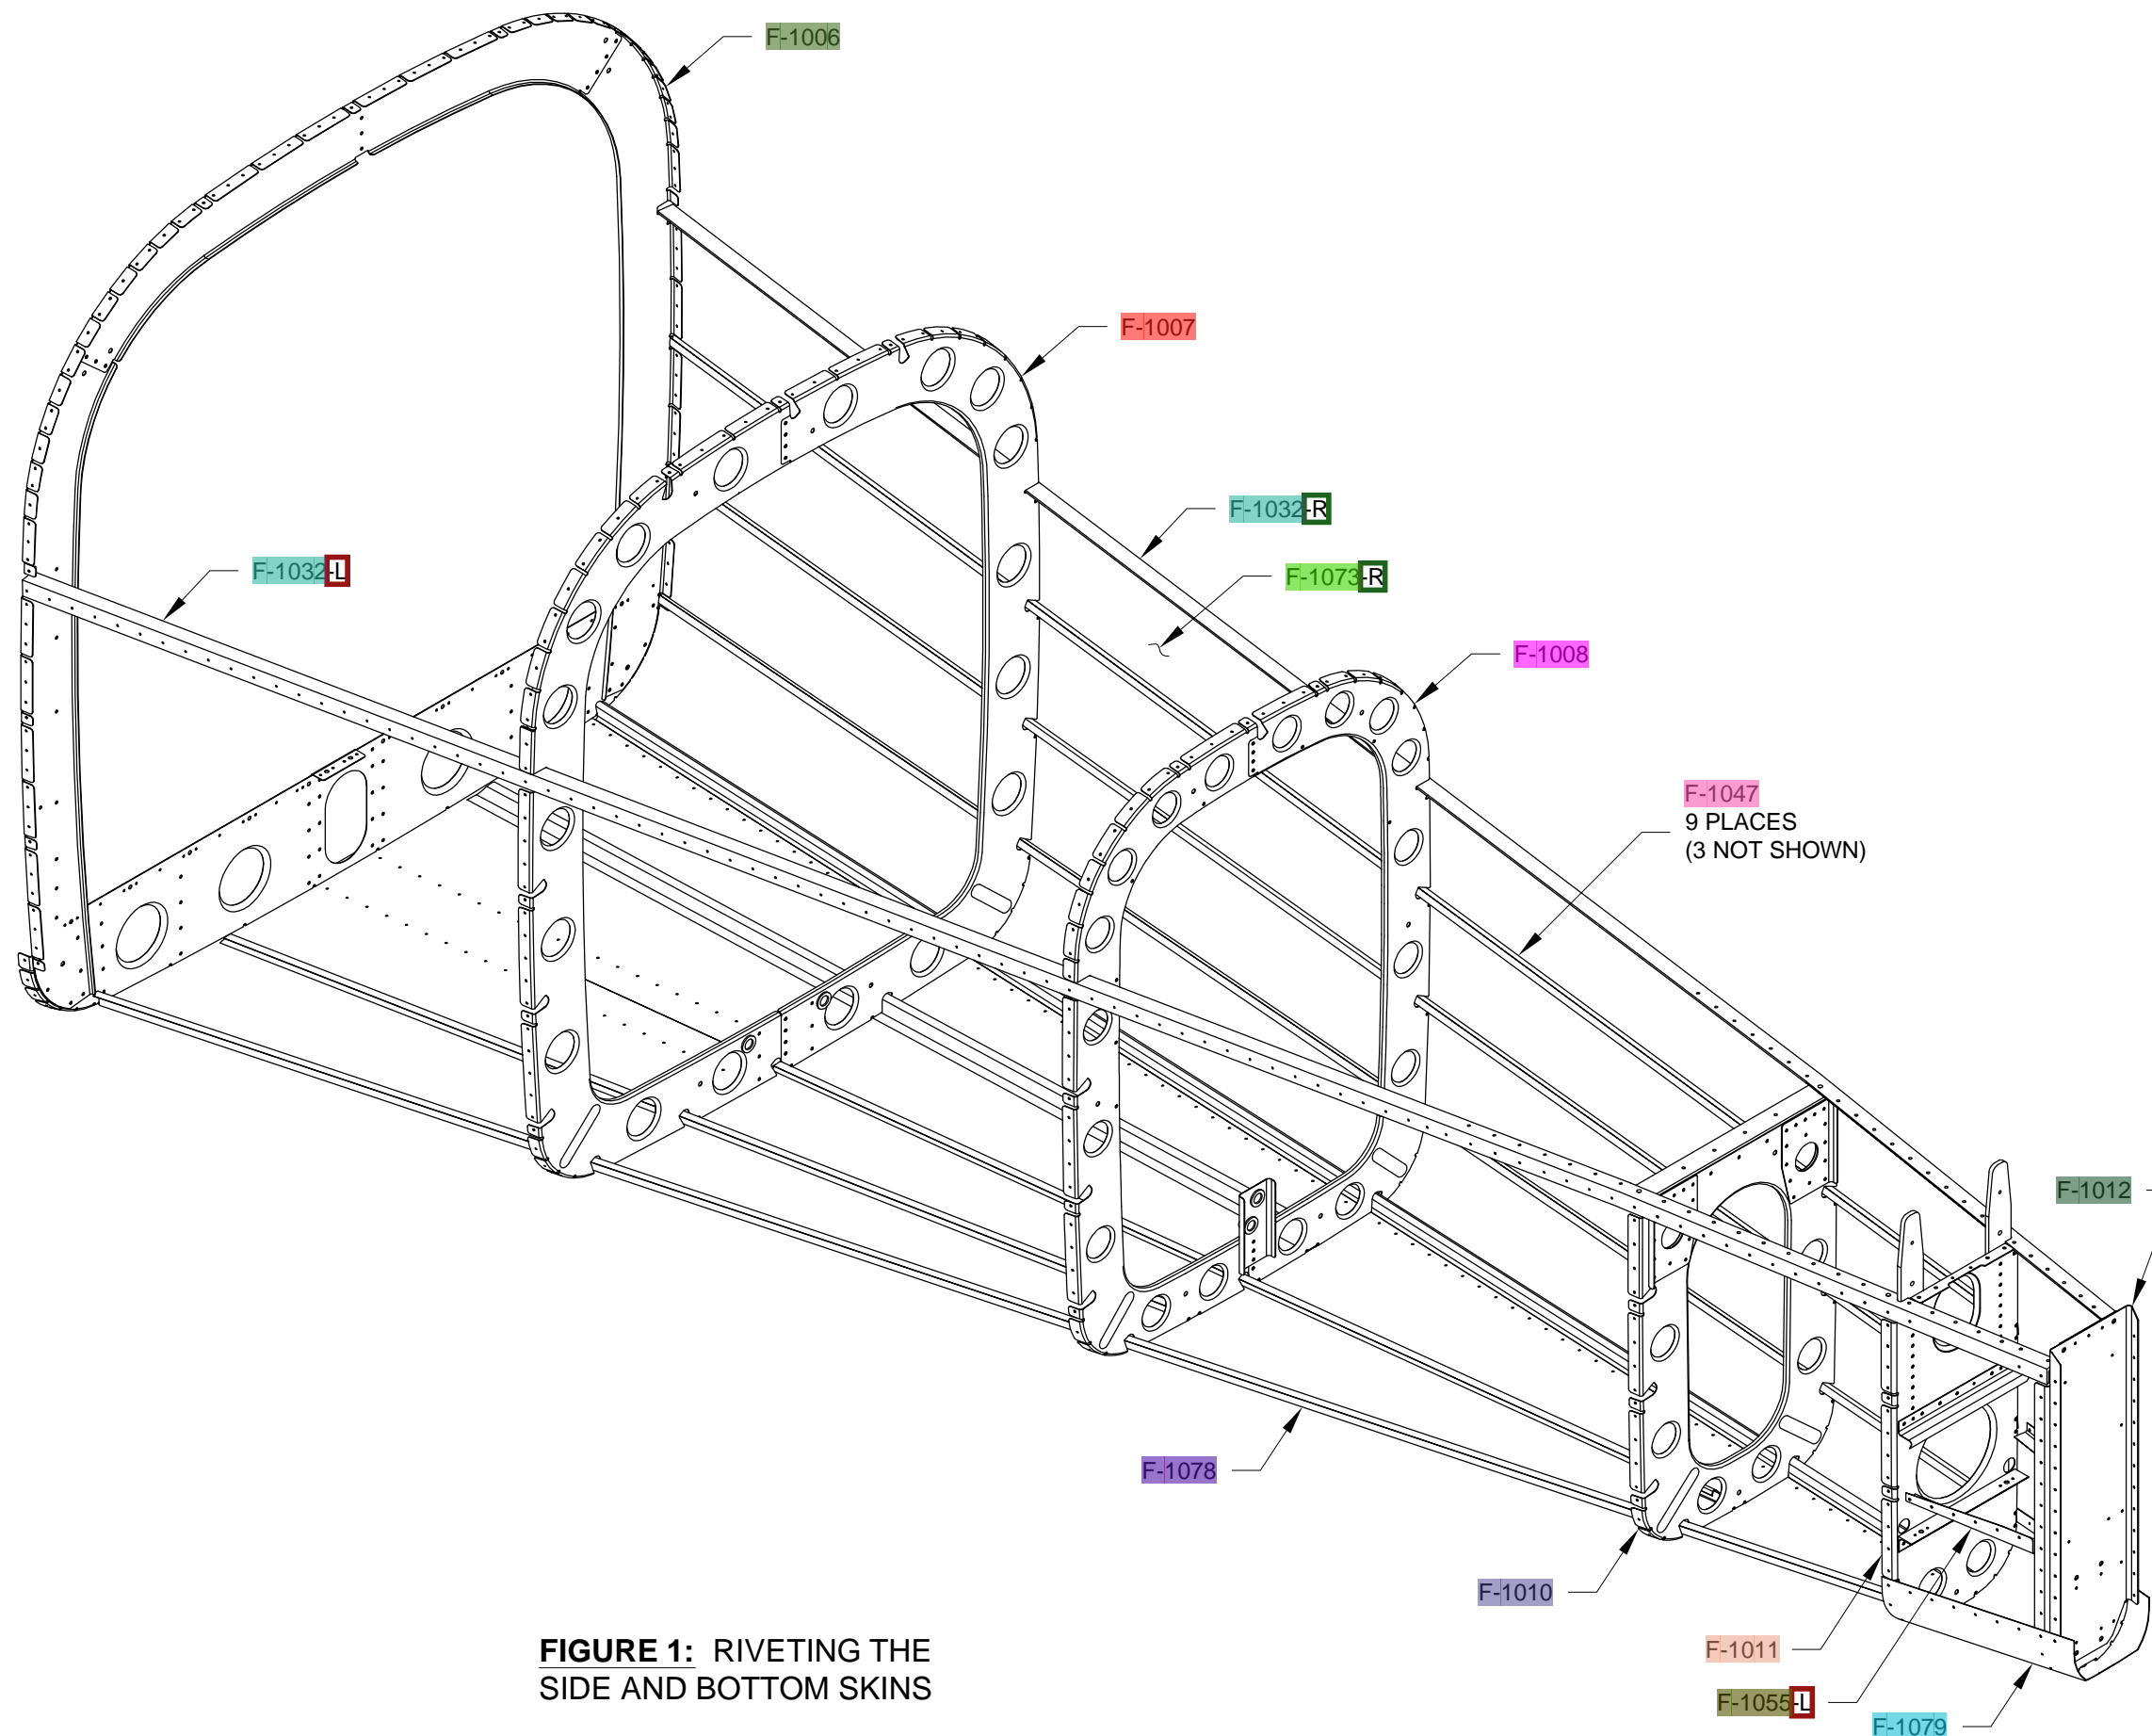 F-1006
F-1007
F-1032-R
F-1032-L
F-1073-R
F-1008
F-1047
9 PLACES
(3 NOT SHOWN)
F-1012
F-1078
F-1010
F-1011
F-1055-L
F-1079
FIGURE 1: RIVETING THE
SIDE AND BOTTOM SKINS